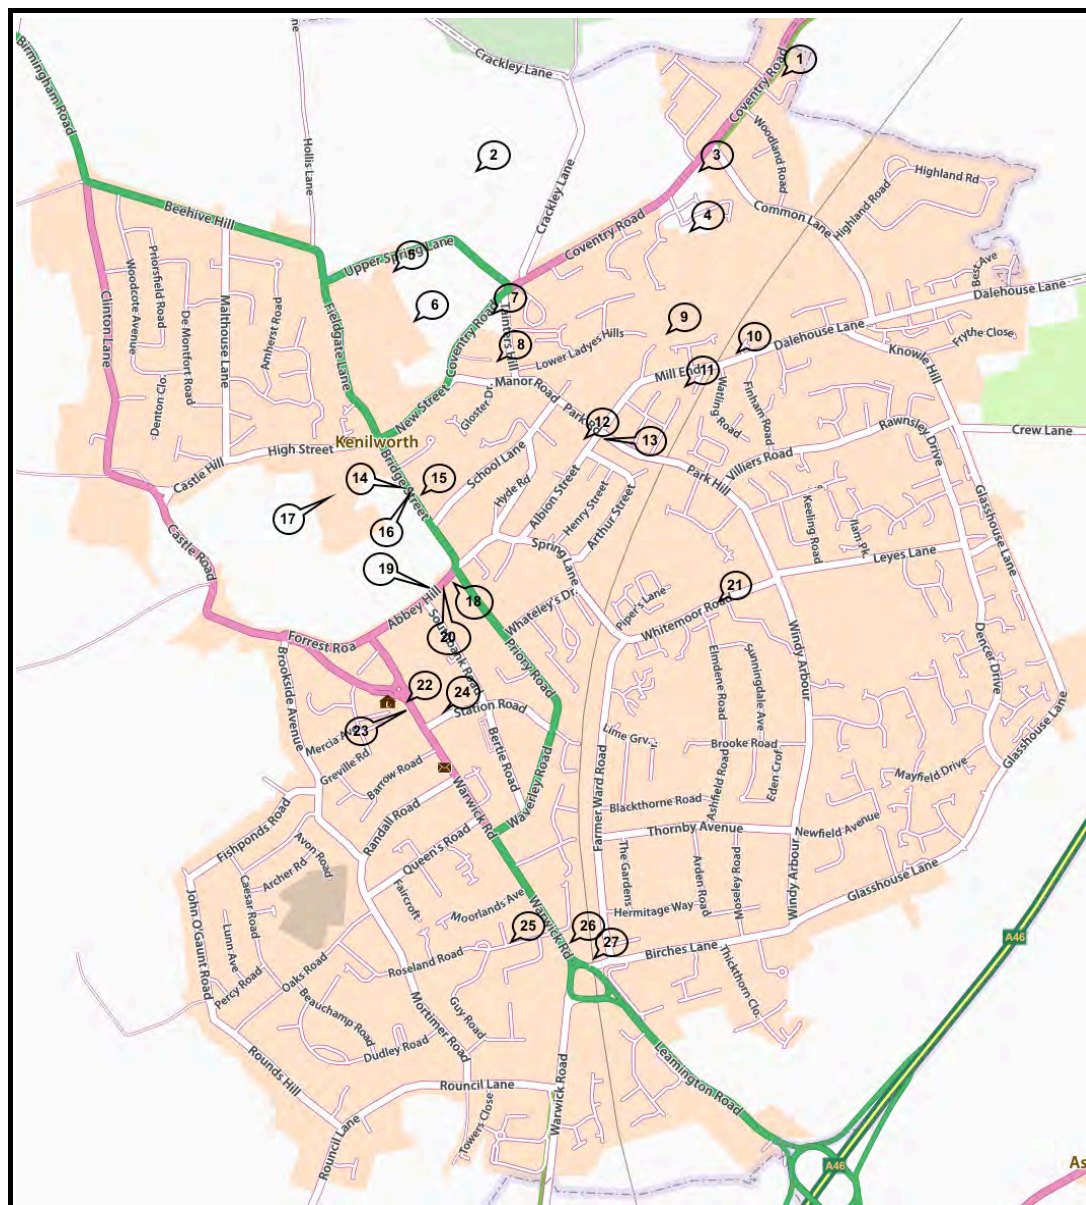 ne
Crackley Lane
Birmingham Road
Coventry Road
1
Hollis Lane
2
3
Woodland Road
Highland Rd
Crackley Lane
4
Common Lane
Highland Road
Beehive Hill
Coventry Road
Upper Spring Lane
5
Best Ave
Dalehouse Lane
Priorsfield Road
Woodcote Avenue
6
7
9
Clinton Lane
Malthouse Lane
De Montfort Road
Amherst Road
Fieldgate Lane
Coventry Road
Tainters Hill
8
Lower Ladyes Hills
10
Dalehouse Lane
Frythe Close
Knowle Hill
Mill End
11
Manor Road
Denton Clo.
New Street
Gloster Dr.
Watling Road
Finham Road
Park
12
13
Rawnsley Drive
Crew Lane
Kenilworth
High Street
Castle Hill
School Lane
Villiers Road
Park Hill
14
15
Bridge Street
Hyde Rd
Albion Street
Henry Street
Arthur Street
Keeling Road
Ilam Pk.
Glasshouse Lane
17
16
Castle Road
Spring Lane
Leyes Lane
19
18
21
Abbey Hill
Whateley's Dr.
Piper's Lane
Whitemoor Road
20
Southbank Road
Forrest Roa
Priory Road
Windy Arbour
Dencer Drive
Brookside Avenue
Elmdene Road
Sunningdale Ave
22
24
Station Road
23
Mercia Ave
Bertie Road
Lime Grv.
Brooke Road
Glasshouse Lane
Greville Rd
Barrow Road
Waverley Road
Farmer Ward Road
Ashfield Road
Eden Crof
Mayfield Drive
Warwick Rd
Blackthorne Road
Fishponds Road
Randall Road
Queen's Road
Thornby Avenue
Newfield Avenue
Avon Road
Archer Rd
Caesar Road
The Gardens
Arden Road
Moseley Road
Windy Arbour
Glasshouse Lane
John O'Gaunt Road
Faircroft
Moorlands Ave
Warwick Rd
Hermitage Way
Lunn Ave
25
26
27
A46
Birches Lane
Percy Road
Oaks Road
Roseland Road
Thickthorn Clo.
Beauchamp Road
Mortimer Road
Guy Road
Dudley Road
Rounds Hill
Leamington Road
Rouncil Lane
Warwick Road
Towers Close
Rouncil Lane
A46
As